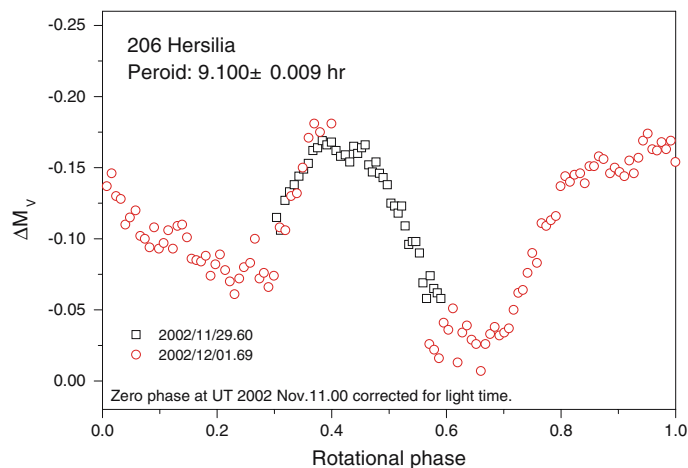 -0.25
-0.20
-0.15
-0.10
-0.05
0.00
ΔMv
206 Hersilia
Peroid: 9.100± 0.009 hr
2002/11/29.60
2002/12/01.69
Zero phase at UT 2002 Nov.11.00 corrected for light time.
0.0 0.2 0.4 0.6 0.8 1.0
Rotational phase